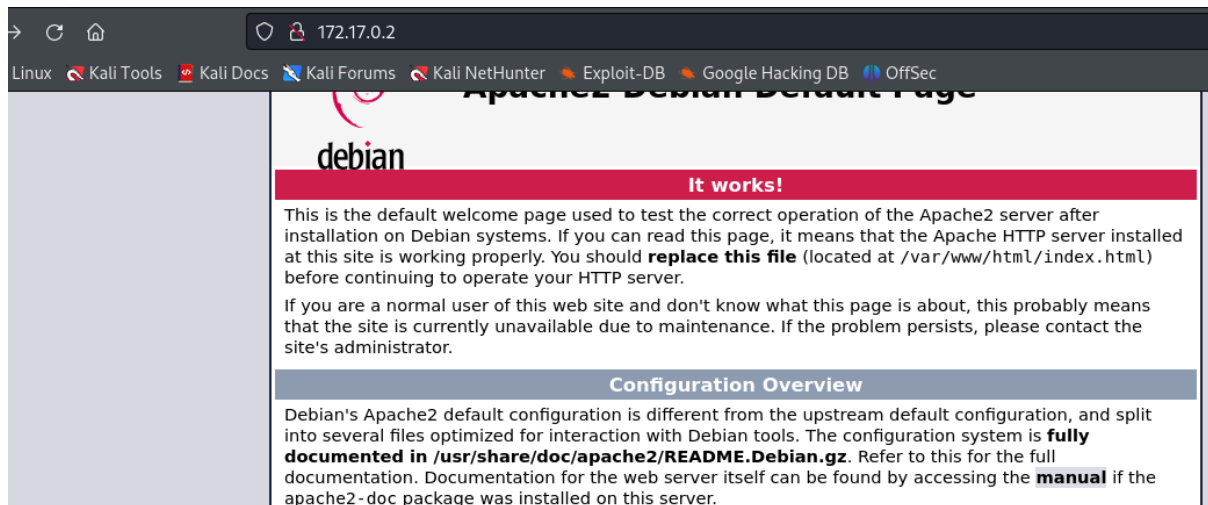 172.17.0.2
Linux Kali Tools Kali Docs Kali Forums Kali NetHunter Exploit-DB Google Hacking DB OffSec
Apache2 Debian Default Page
debian
It works!
This is the default welcome page used to test the correct operation of the Apache2 server after
installation on Debian systems. If you can read this page, it means that the Apache HTTP server installed
at this site is working properly. You should replace this file (located at /var/www/html/index.html)
before continuing to operate your HTTP server.
If you are a normal user of this web site and don't know what this page is about, this probably means
that the site is currently unavailable due to maintenance. If the problem persists, please contact the
site's administrator.
Configuration Overview
Debian's Apache2 default configuration is different from the upstream default configuration, and split
into several files optimized for interaction with Debian tools. The configuration system is fully
documented in /usr/share/doc/apache2/README.Debian.gz. Refer to this for the full
documentation. Documentation for the web server itself can be found by accessing the manual if the
apache2-doc package was installed on this server.